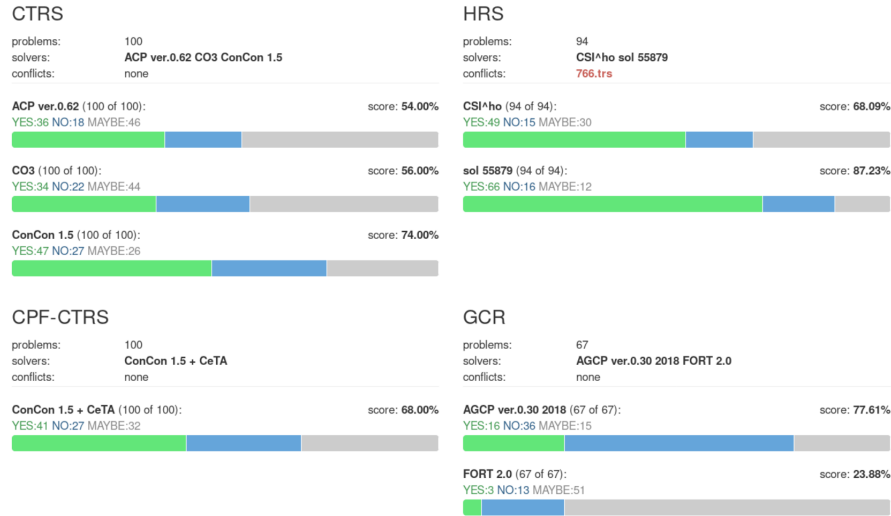 CTRS
problems: 100
solvers: ACP ver.0.62 CO3 ConCon 1.5
conflicts: none
ACP ver.0.62 (100 of 100): score: 54.00%
YES:36 NO:18 MAYBE:46
CO3 (100 of 100): score: 56.00%
YES:34 NO:22 MAYBE:44
ConCon 1.5 (100 of 100): score: 74.00%
YES:47 NO:27 MAYBE:26
HRS
problems: 94
solvers: CSI^ho sol 55879
conflicts: 766.trs
CSI^ho (94 of 94): score: 68.09%
YES:49 NO:15 MAYBE:30
sol 55879 (94 of 94): score: 87.23%
YES:66 NO:16 MAYBE:12
CPF-CTRS
problems: 100
solvers: ConCon 1.5 + CeTA
conflicts: none
ConCon 1.5 + CeTA (100 of 100): score: 68.00%
YES:41 NO:27 MAYBE:32
GCR
problems: 67
solvers: AGCP ver.0.30 2018 FORT 2.0
conflicts: none
AGCP ver.0.30 2018 (67 of 67): score: 77.61%
YES:16 NO:36 MAYBE:15
FORT 2.0 (67 of 67): score: 23.88%
YES:3 NO:13 MAYBE:51